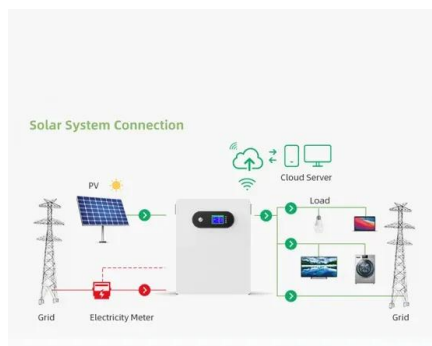 Solar System Connection
Cloud Server
PV
Load
Grid
Electricity Meter
Grid